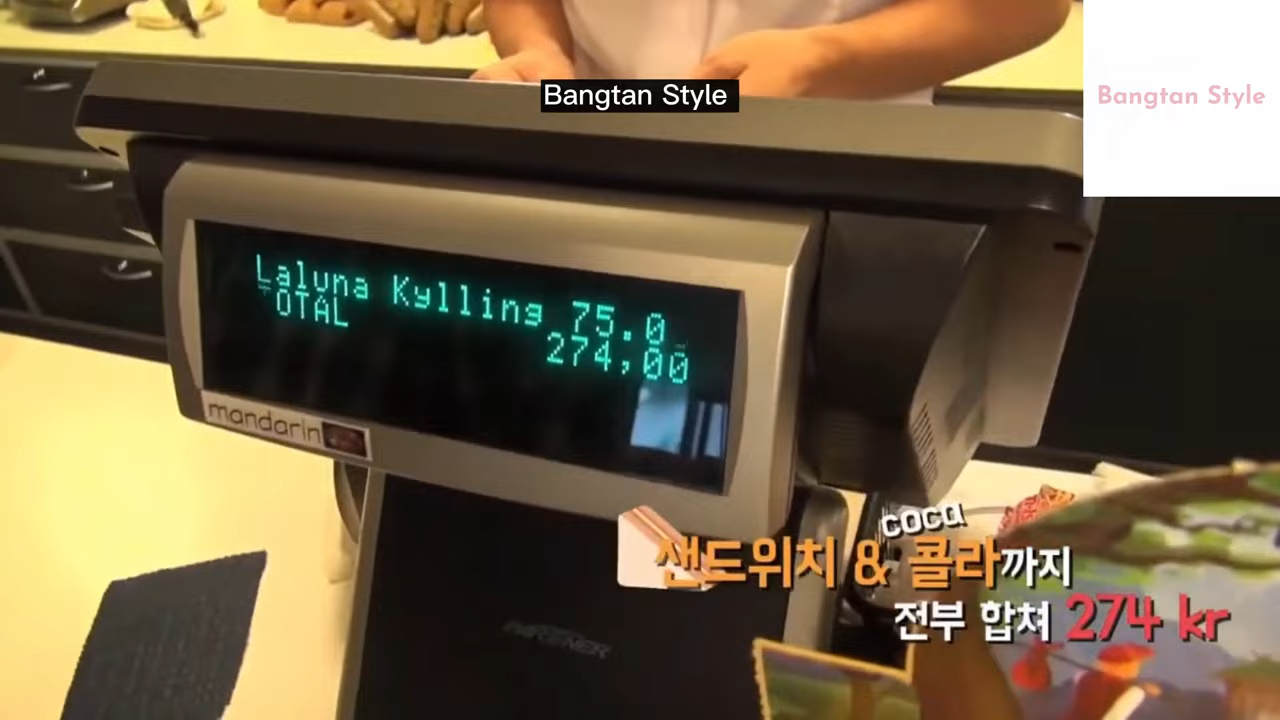 Bangtan Style
Bangtan Style
Laluna Kylling 75.0
TOTAL
274,00
mandarin
coca
샌드위치 & 콜라까지
전부 합쳐 274 kr